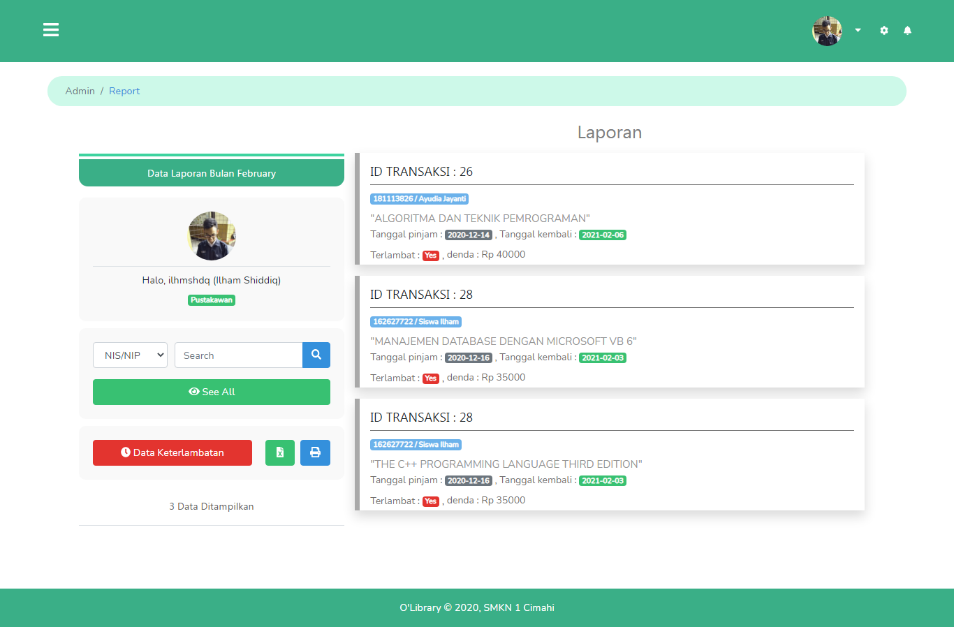 Admin / Report
Laporan
Data Laporan Bulan February
Halo, ilhmshdq (Ilham Shiddiq)
Pustakawan
NIS/NIP
Search
See All
Data Keterlambatan
3 Data Ditampilkan
ID TRANSAKSI : 26
181113826 / Ayudia Jayanti
"ALGORITMA DAN TEKNIK PEMROGRAMAN"
Tanggal pinjam : 2020-12-14 , Tanggal kembali : 2021-02-06
Terlambat : Yes , denda : Rp 40000
ID TRANSAKSI : 28
162627722 / Siswa Ilham
"MANAJEMEN DATABASE DENGAN MICROSOFT VB 6"
Tanggal pinjam : 2020-12-16 , Tanggal kembali : 2021-02-03
Terlambat : Yes , denda : Rp 35000
ID TRANSAKSI : 28
162627722 / Siswa Ilham
"THE C++ PROGRAMMING LANGUAGE THIRD EDITION"
Tanggal pinjam : 2020-12-16 , Tanggal kembali : 2021-02-03
Terlambat : Yes , denda : Rp 35000
O'Library © 2020, SMKN 1 Cimahi